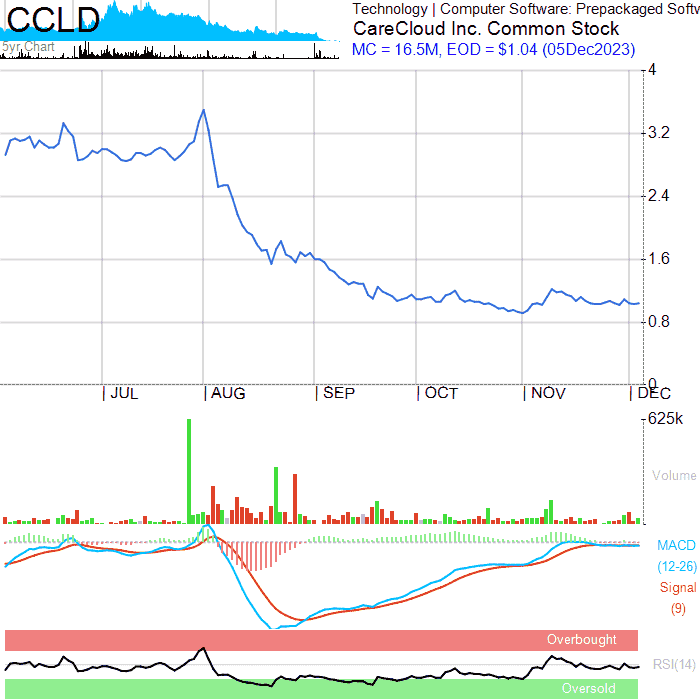 CCLD
Technology | Computer Software: Prepackaged Softw
CareCloud Inc. Common Stock
5yr Chart
MC = 16.5M, EOD = $1.04 (05Dec2023)
4
3.2
2.4
1.6
0.8
0
JUL AUG SEP OCT NOV DEC
625k
Volume
MACD
(12-26)
Signal
(9)
Overbought
RSI(14)
Oversold